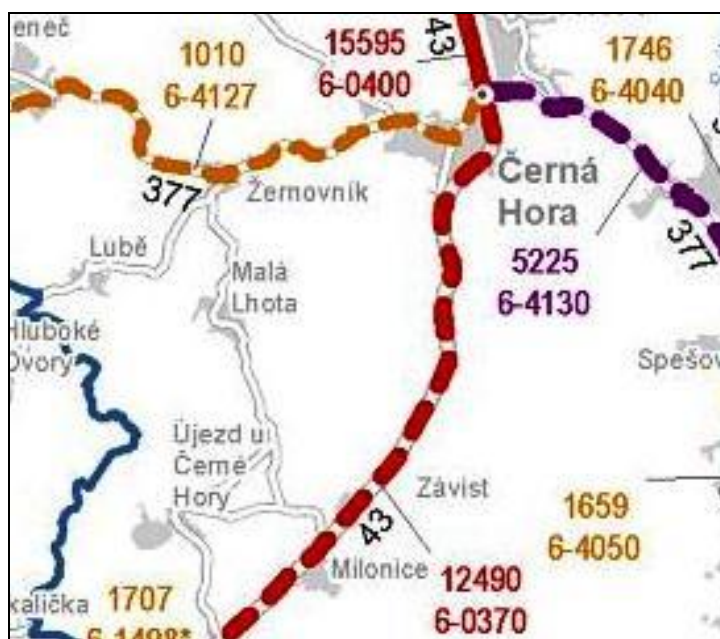 eneč
1010
6-4127
15595
6-0400
43
1746
6-4040
377
Žernovník
Černá
Hora
5225
6-4130
377
Lubě
Malá
Lhota
Hluboké
Dvory
Spešov
Újezd u
Černé
Hory
Závist
43
1659
6-4050
Milonice
12490
6-0370
kalička
1707
6-1498*